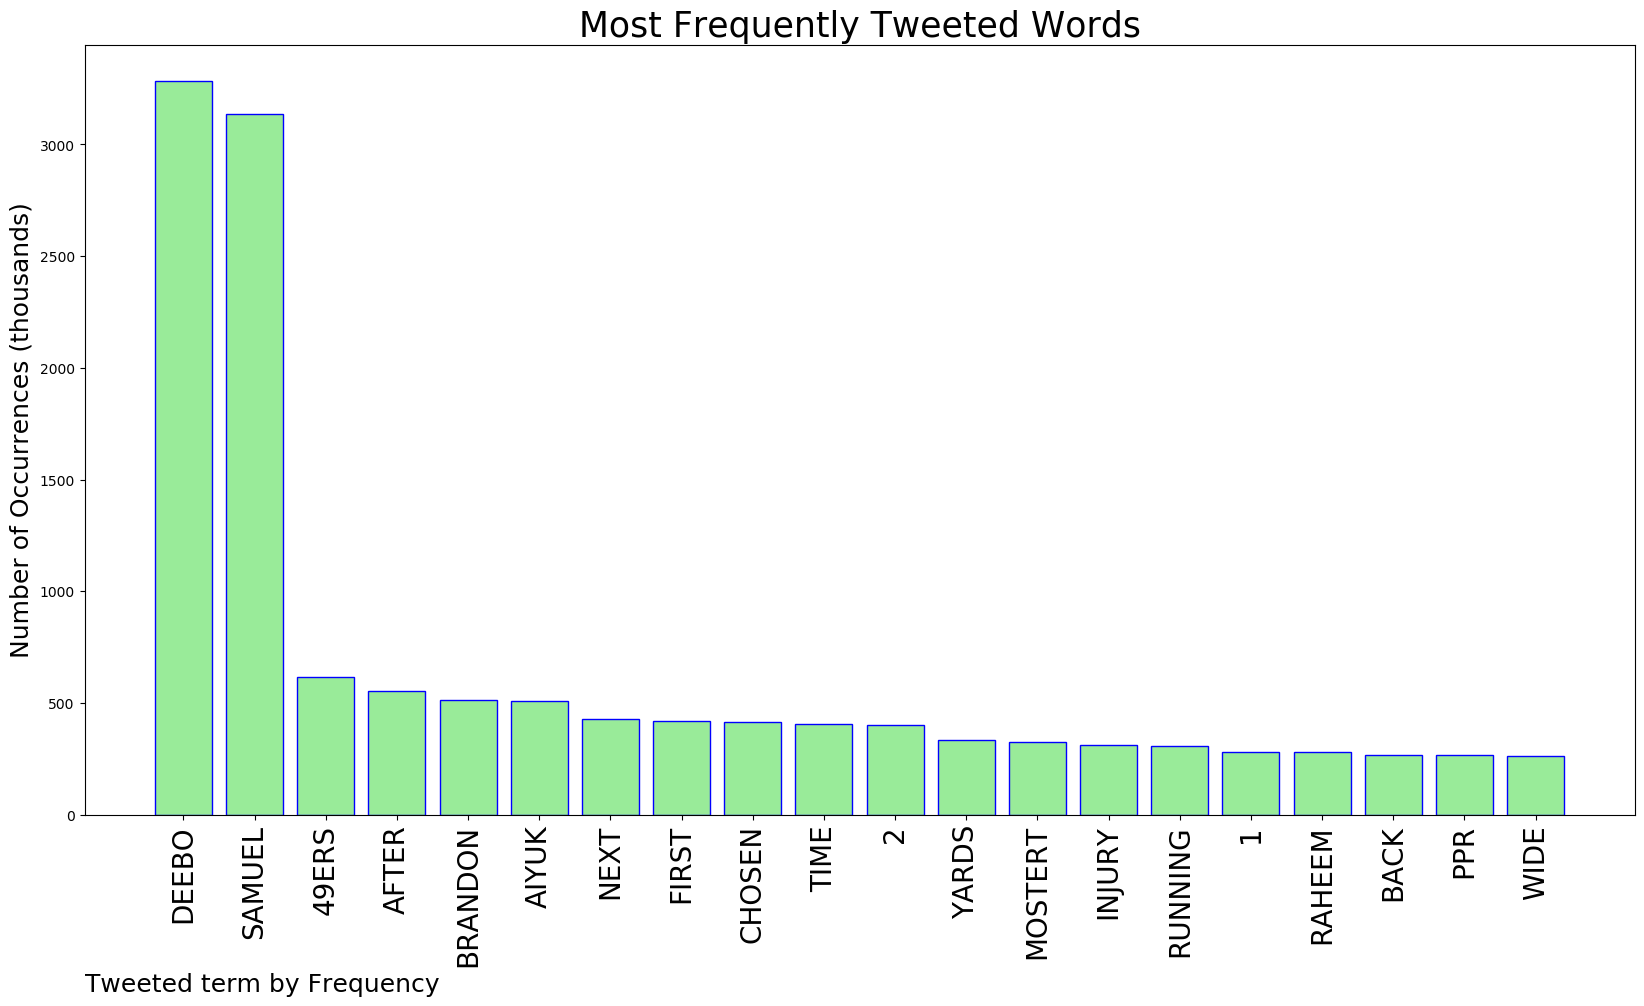 Most Frequently Tweeted Words
Number of Occurrences (thousands)
3000
2500
2000
1500
1000
500
0
DEEBO
SAMUEL
49ERS
AFTER
BRANDON
AIYUK
NEXT
FIRST
CHOSEN
TIME
2
YARDS
MOSTERT
INJURY
RUNNING
1
RAHEEM
BACK
PPR
WIDE
Tweeted term by Frequency